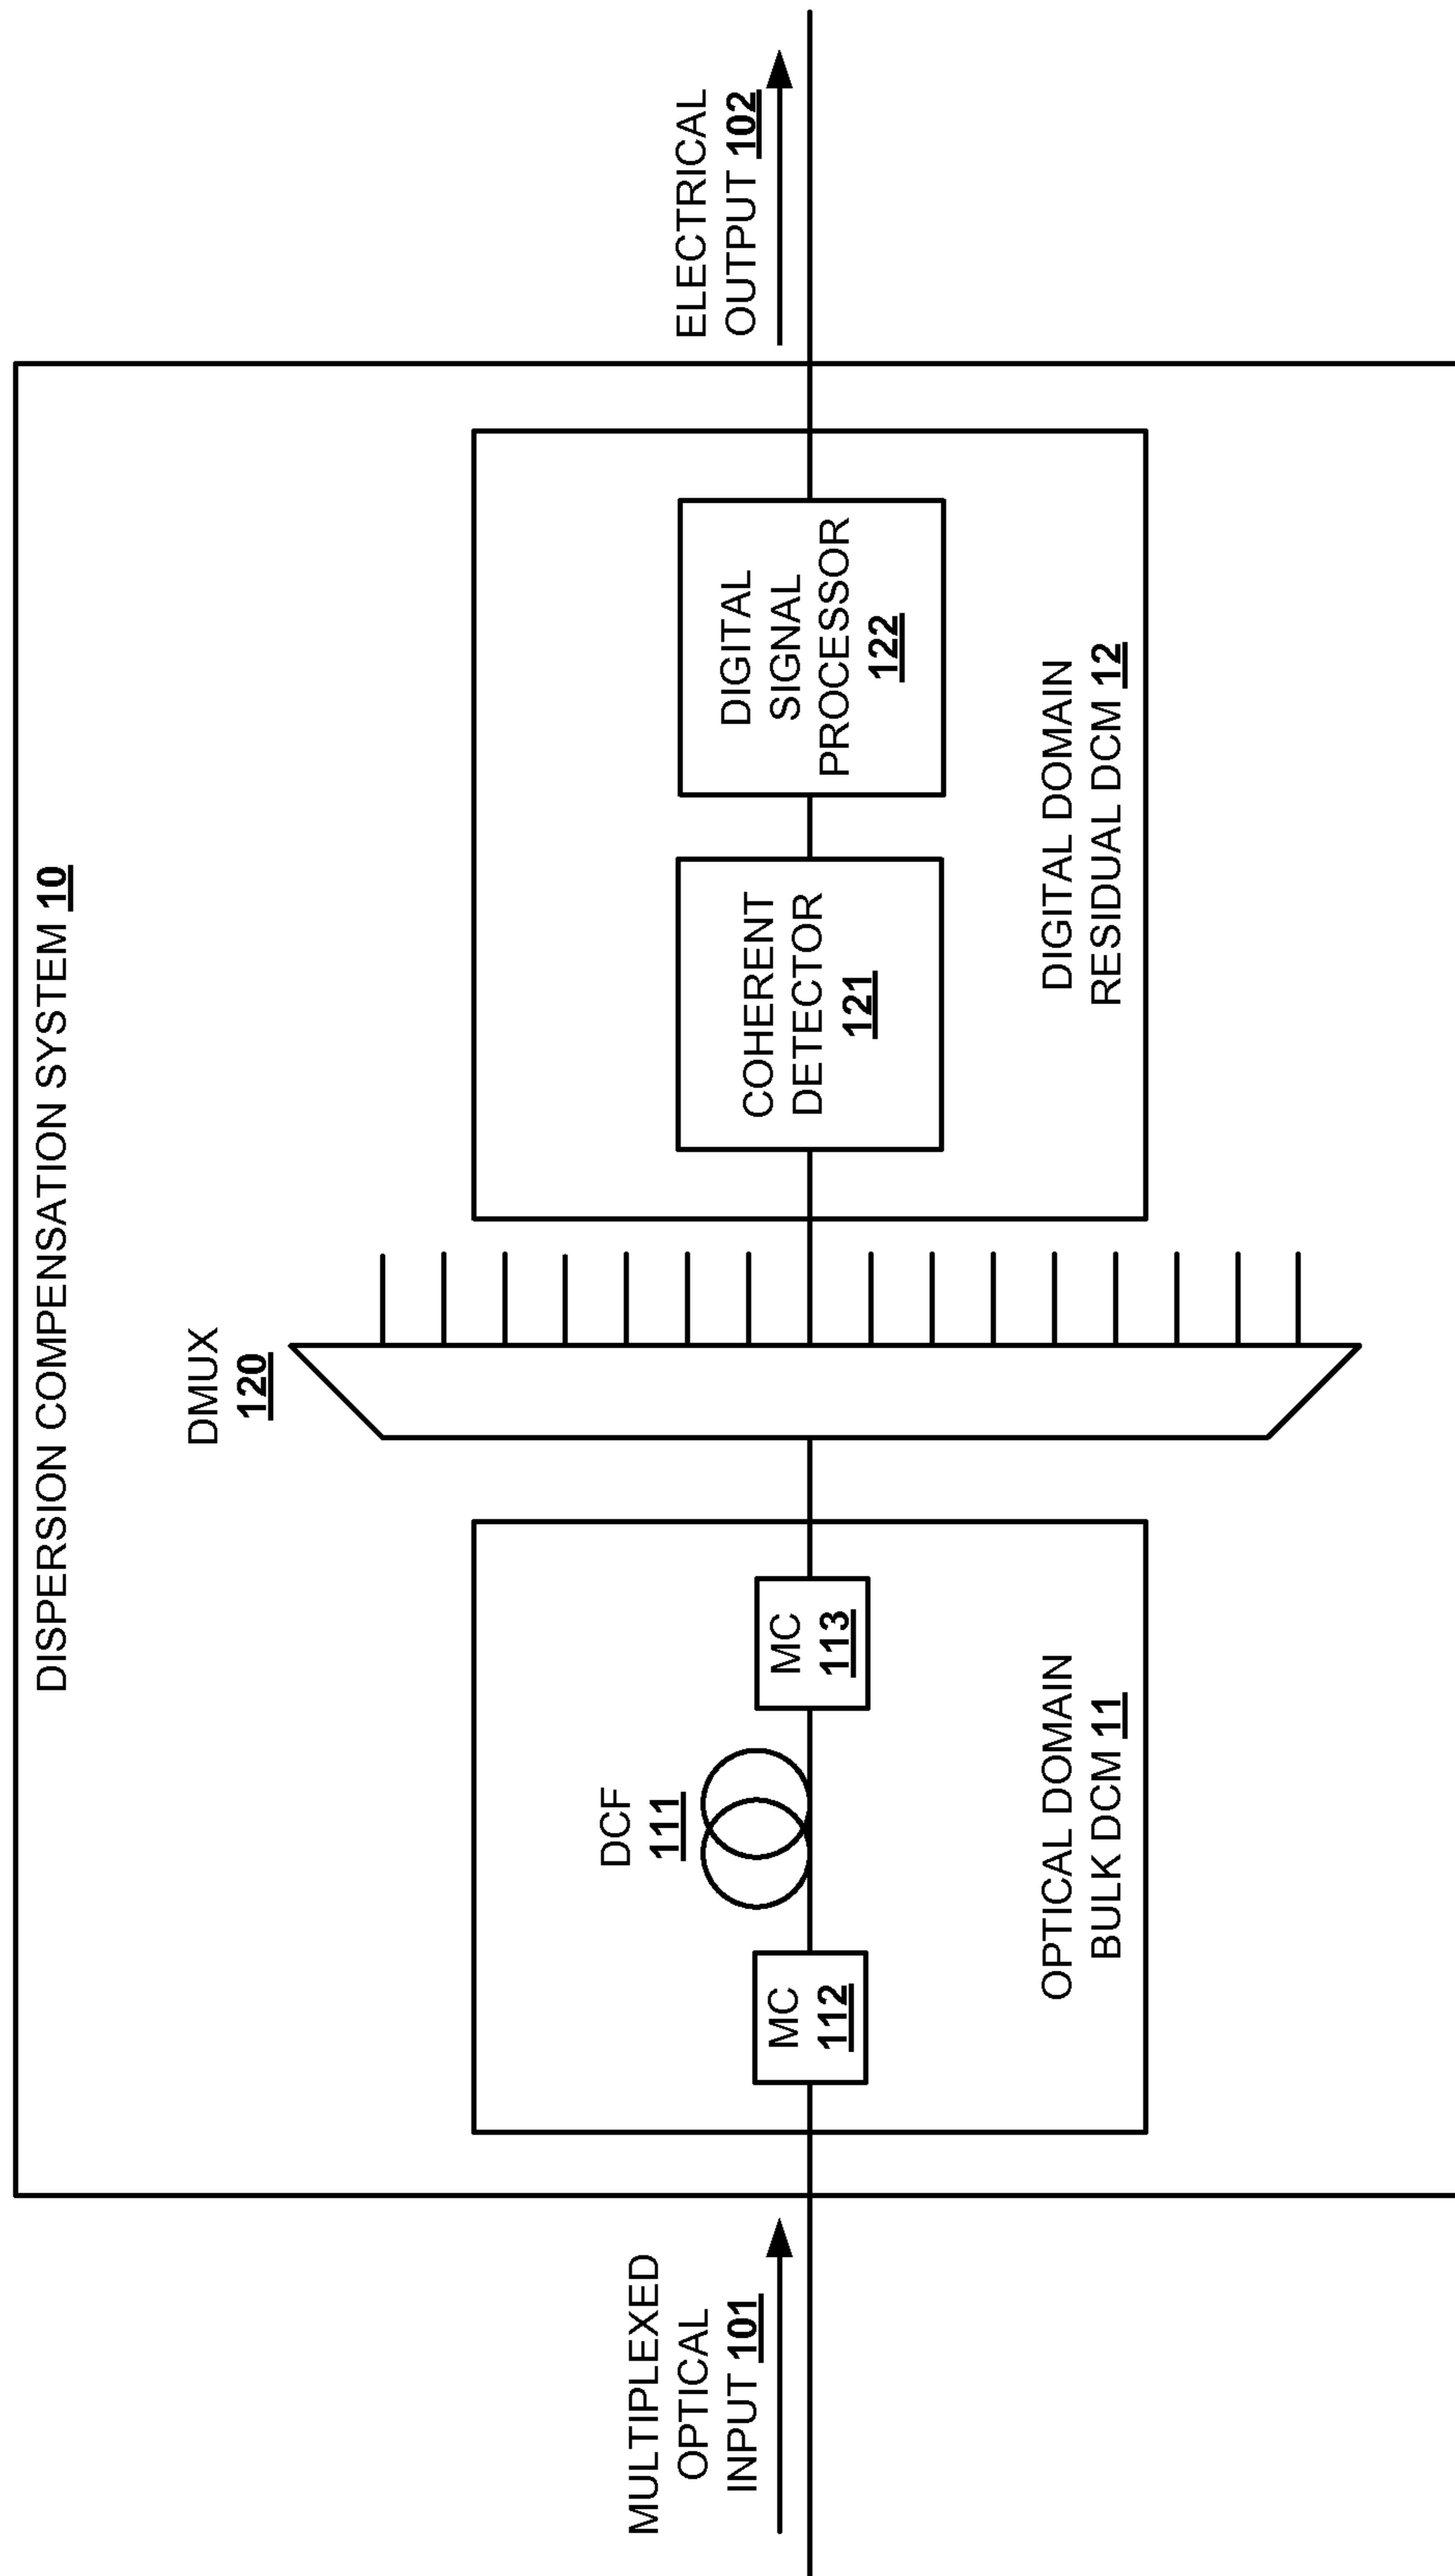 DISPERSION COMPENSATION SYSTEM 10
MULTIPLEXED
OPTICAL
INPUT 101
MC
112
DCF
111
MC
113
OPTICAL DOMAIN
BULK DCM 11
DMUX
120
COHERENT
DETECTOR
121
DIGITAL
SIGNAL
PROCESSOR
122
DIGITAL DOMAIN
RESIDUAL DCM 12
ELECTRICAL
OUTPUT 102